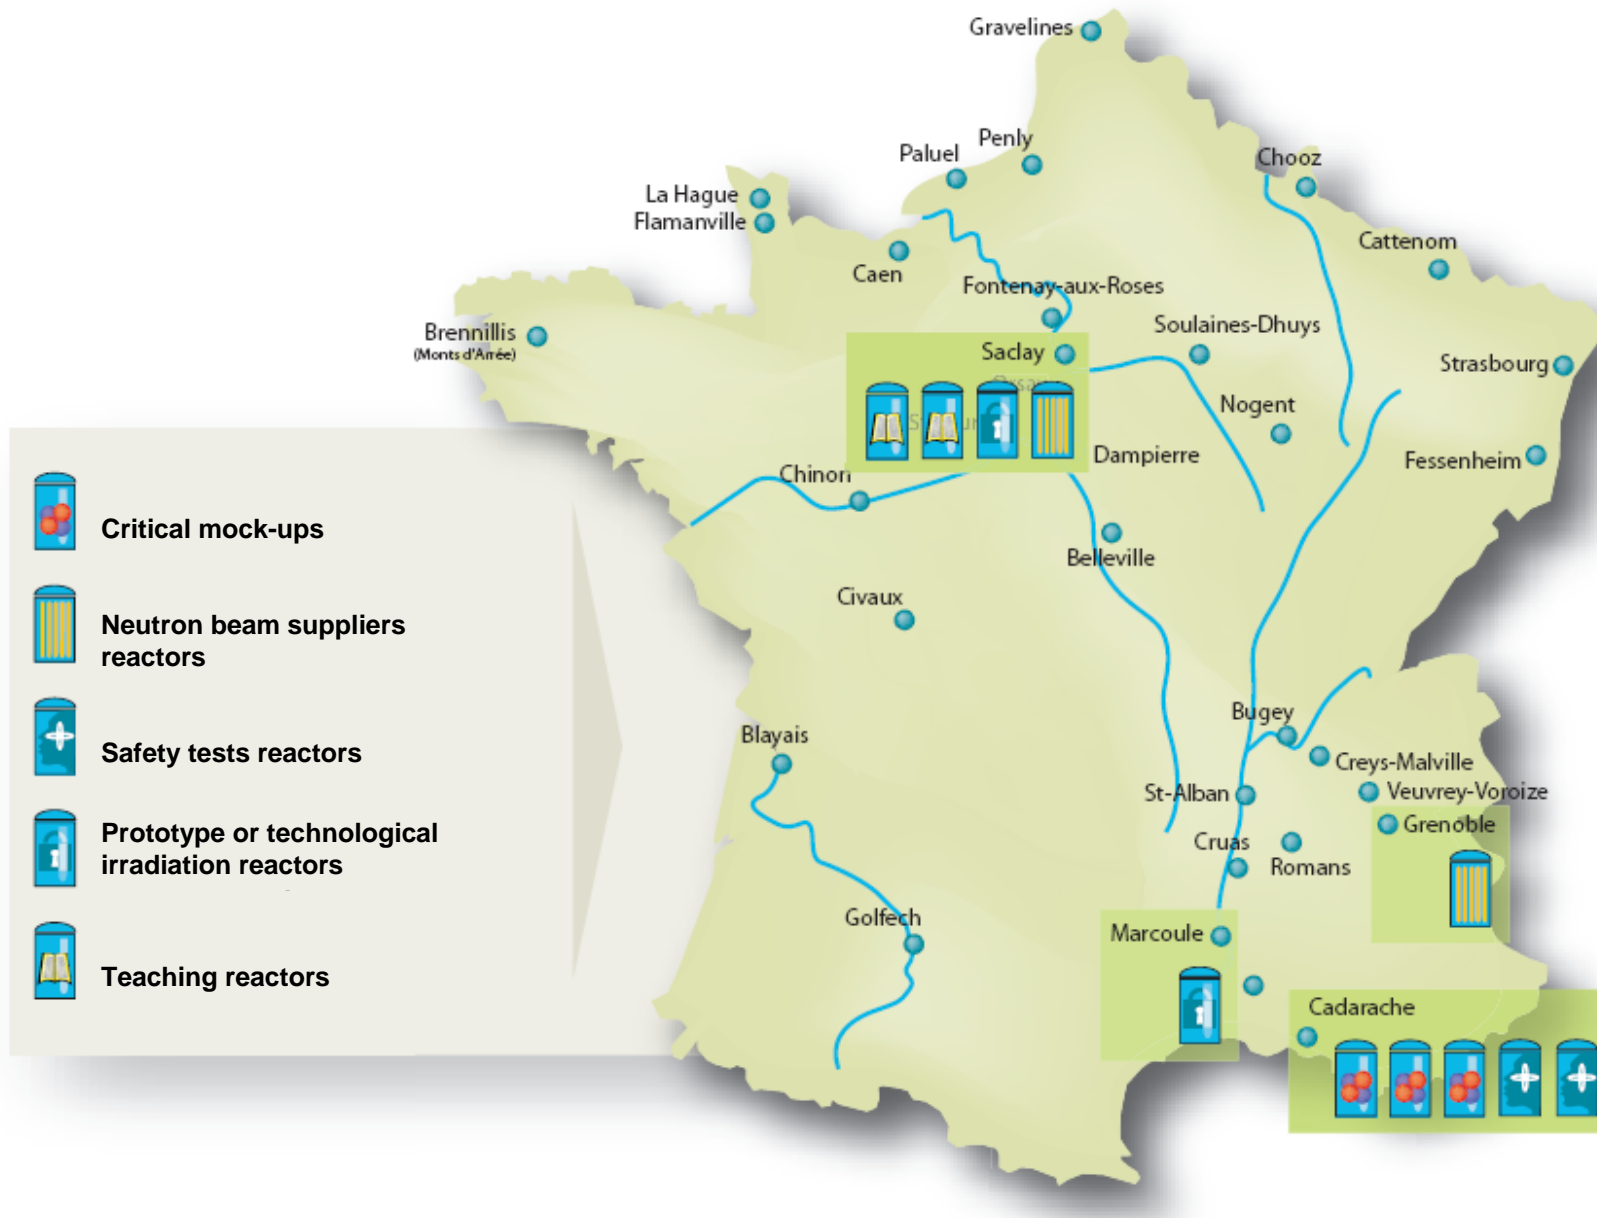 Gravelines
Penly
Paluel
Chooz
La Hague
Flamanville
Cattenom
Caen
Fontenay-aux-Roses
Soulaines-Dhuys
Brennillis
(Monts d'Arrée)
Saclay
Strasbourg
Nogent
Dampierre
Fessenheim
Chinon
Critical mock-ups
Belleville
Civaux
Neutron beam suppliers
reactors
Bugey
Blayais
Safety tests reactors
Creys-Malville
St-Alban
Veuvrey-Voroize
Grenoble
Prototype or technological
irradiation reactors
Cruas
Romans
Golfech
Marcoule
Teaching reactors
Cadarache